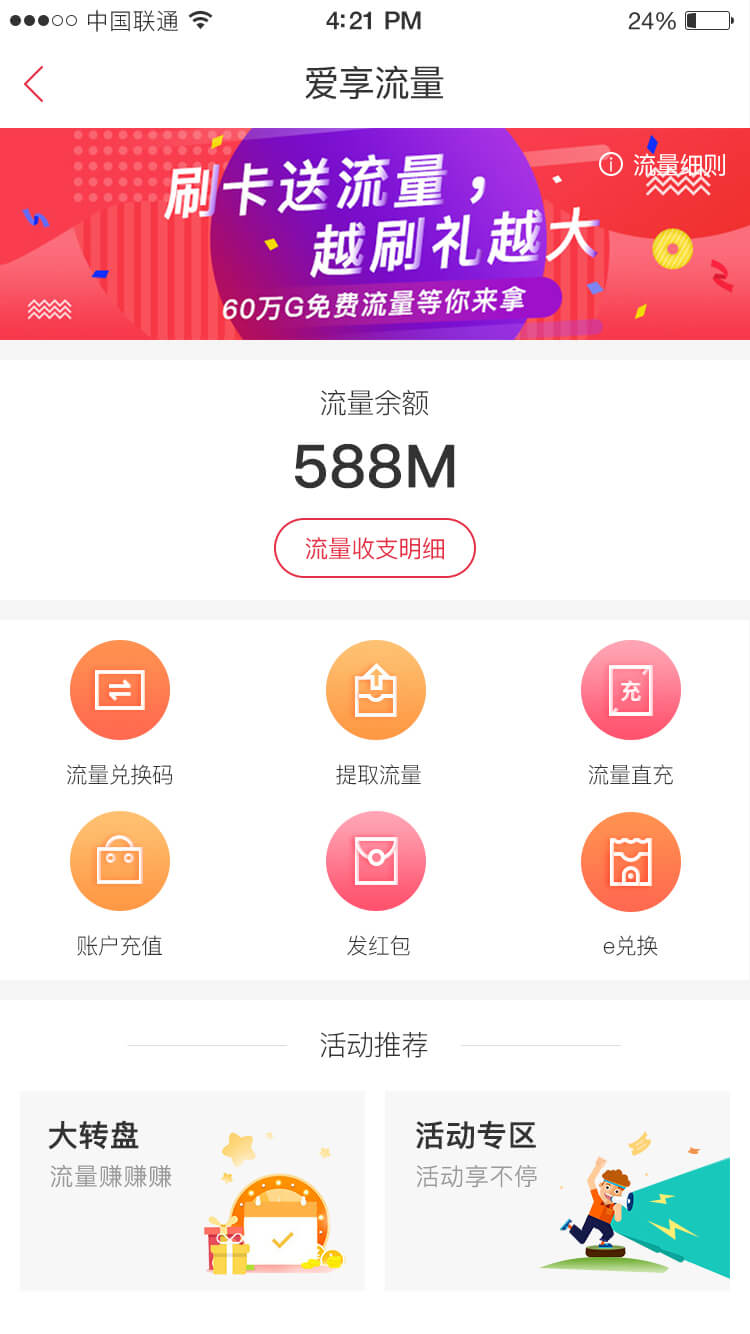 中国联通 4:21 PM 24%
爱享流量
流量细则
刷卡送流量，
越刷礼越大
60万G免费流量等你来拿
流量余额
588M
流量收支明细
充
流量兑换码 提取流量 流量直充
账户充值 发红包 e兑换
活动推荐
大转盘 活动专区
流量赚赚赚 活动享不停